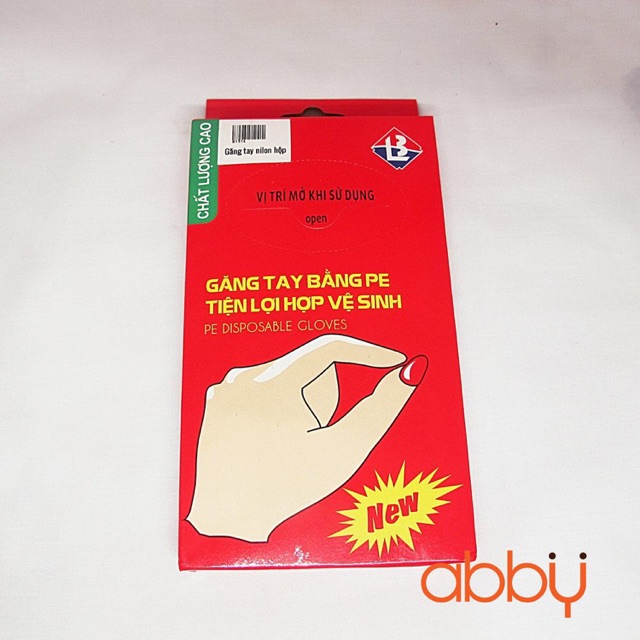 CHẤT LƯỢNG CAO
Găng tay nilon hộp
VỊ TRÍ MỞ KHI SỬ DỤNG
open
GĂNG TAY BẰNG PE
TIỆN LỢI HỢP VỆ SINH
PE DISPOSABLE GLOVES
New
abby